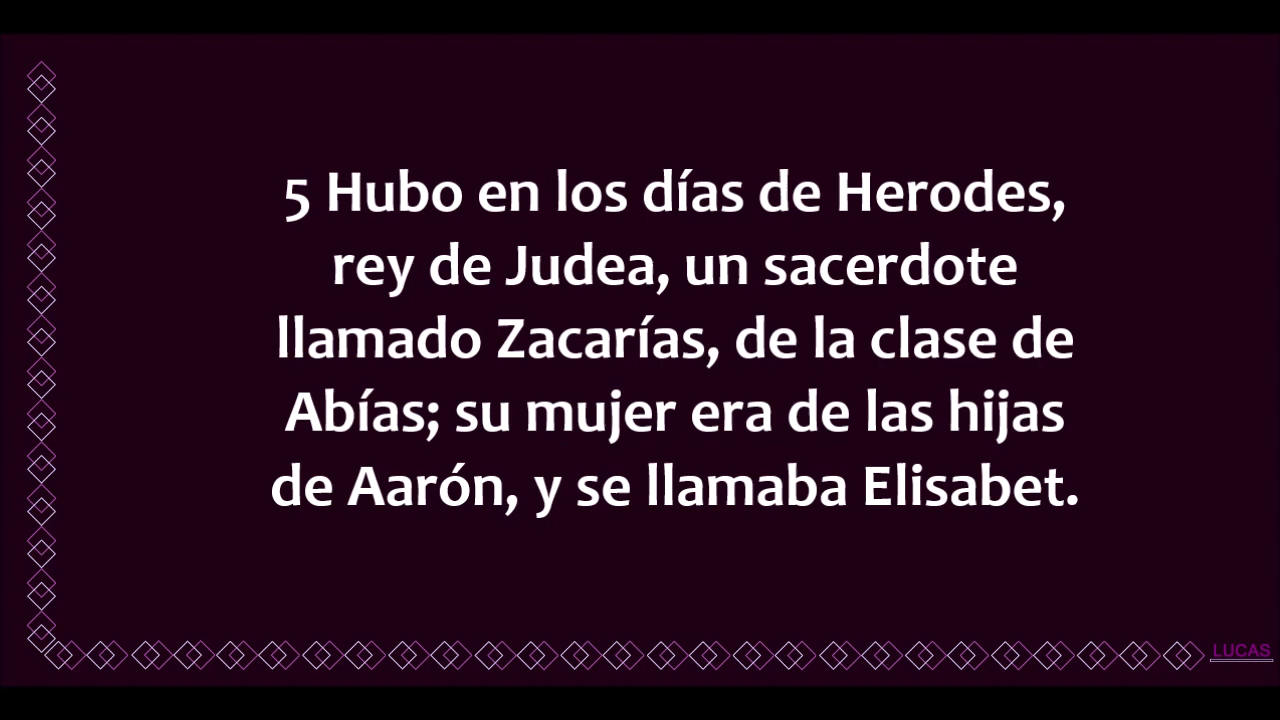 5 Hubo en los días de Herodes,
rey de Judea, un sacerdote
llamado Zacarías, de la clase de
Abías; su mujer era de las hijas
de Aarón, y se llamaba Elisabet.
LUCAS